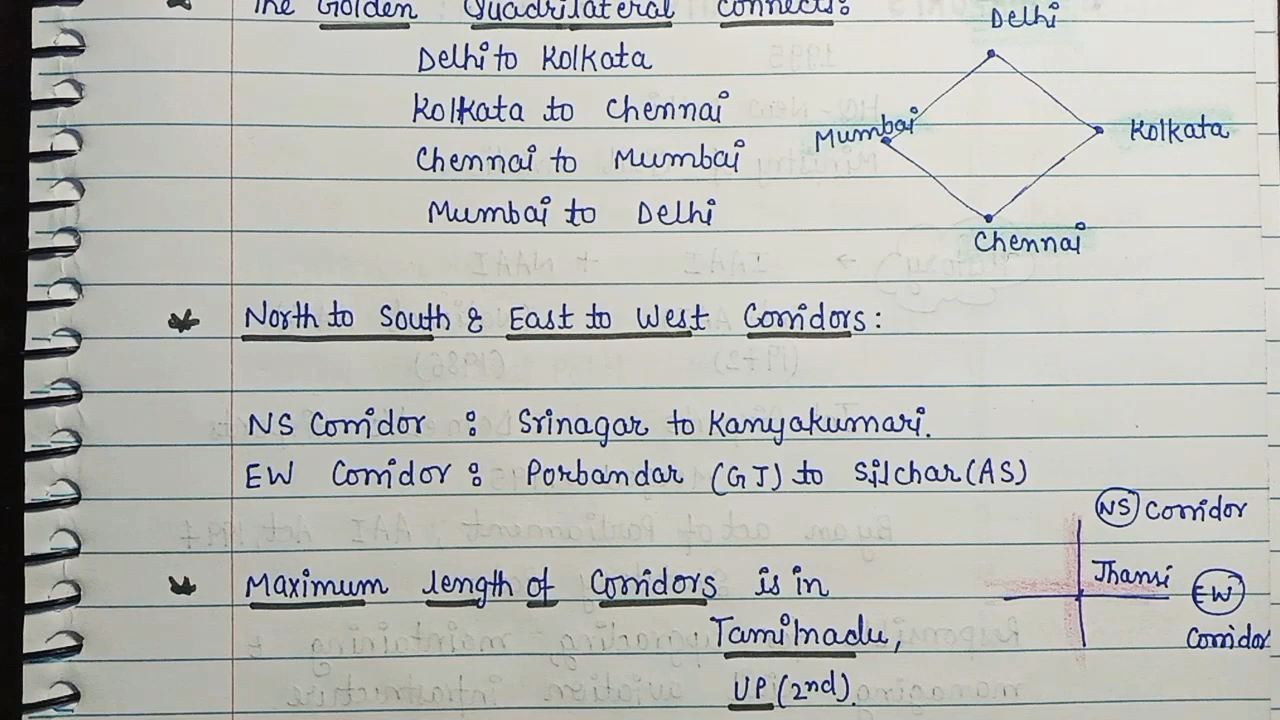 The Golden Quadrilateral connects:
Delhi to Kolkata
Kolkata to Chennai
Chennai to Mumbai
Mumbai to Delhi
Delhi
Mumbai
Kolkata
Chennai
North to South & East to West Corridors:
NS Corridor : Srinagar to Kanyakumari.
EW Corridor : Porbandar (GJ) to Silchar (AS)
NS Corridor
Jhansi
EW
Corridor
Maximum length of Corridors is in
Tamilnadu,
UP (2nd).